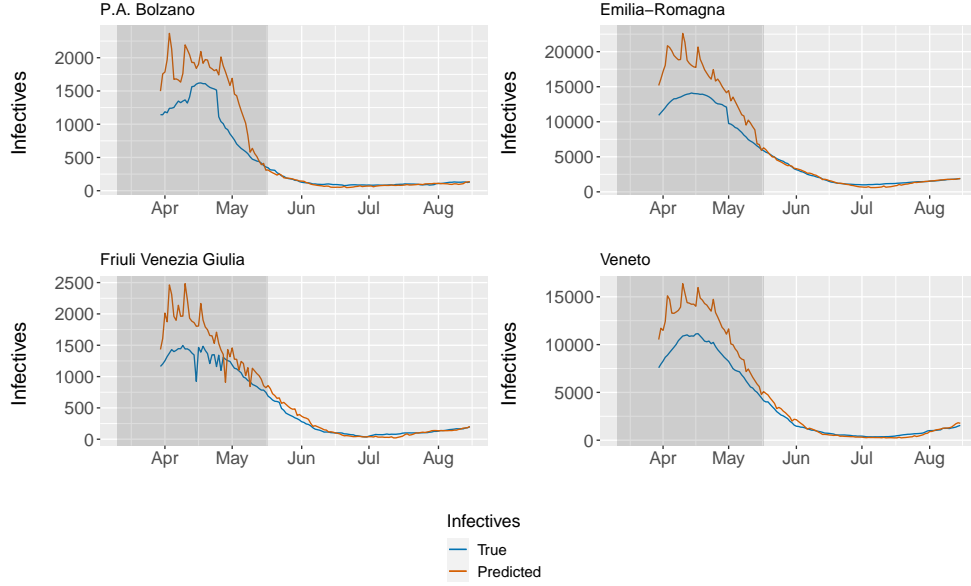 P.A. Bolzano
Infectives
2000
1500
1000
500
0
Apr May Jun Jul Aug
Emilia−Romagna
Infectives
20000
15000
10000
5000
0
Apr May Jun Jul Aug
Friuli Venezia Giulia
Infectives
2500
2000
1500
1000
500
0
Apr May Jun Jul Aug
Veneto
Infectives
15000
10000
5000
0
Apr May Jun Jul Aug
Infectives
True
Predicted